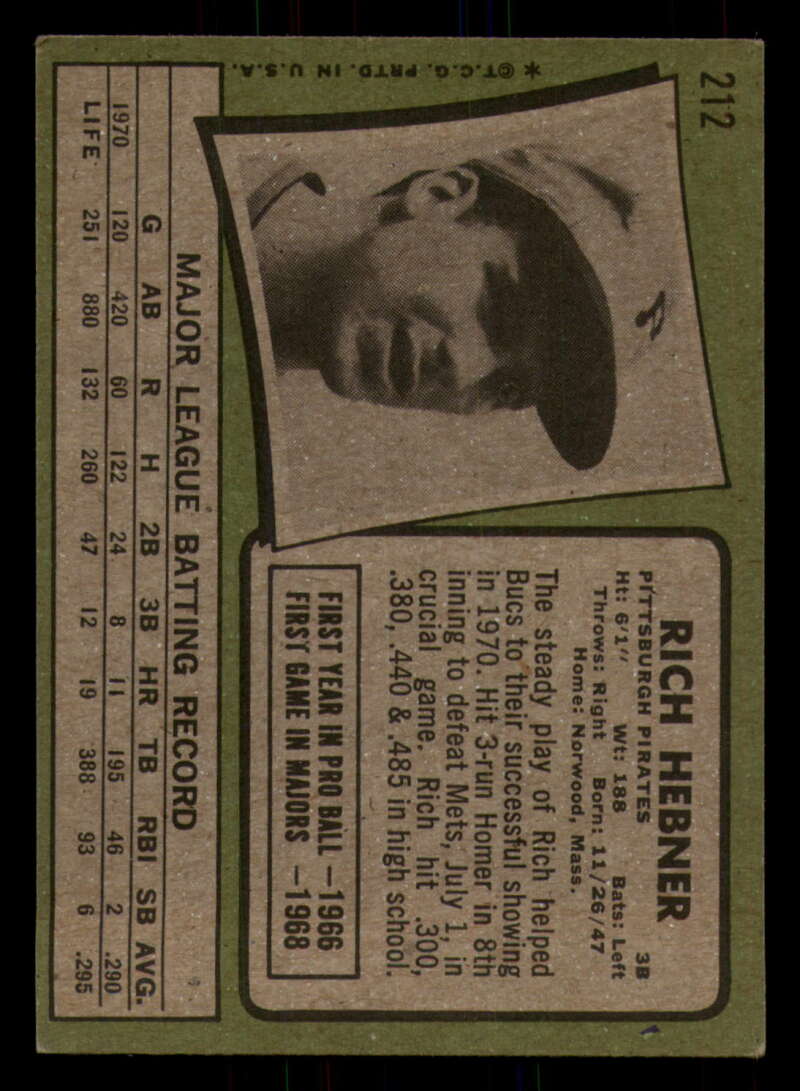 212
* ©T.C.G. PRTD. IN U.S.A.
P
RICH HEBNER
PITTSBURGH PIRATES 3B
Ht: 6'1" Wt: 188 Bats: Left
Throws: Right Born: 11/26/47
Home: Norwood, Mass.
The steady play of Rich helped
Bucs to their successful showing
in 1970. Hit 3-run Homer in 8th
inning to defeat Mets, July 1, in
crucial game. Rich hit .300,
.380, .440 & .485 in high school.
FIRST YEAR IN PRO BALL —1966
FIRST GAME IN MAJORS —1968
MAJOR LEAGUE BATTING RECORD
G AB R H 2B 3B HR TB RBI SB AVG.
1970 120 420 60 122 24 8 11 195 46 2 .290
LIFE 251 880 132 260 47 12 19 388 93 6 .295